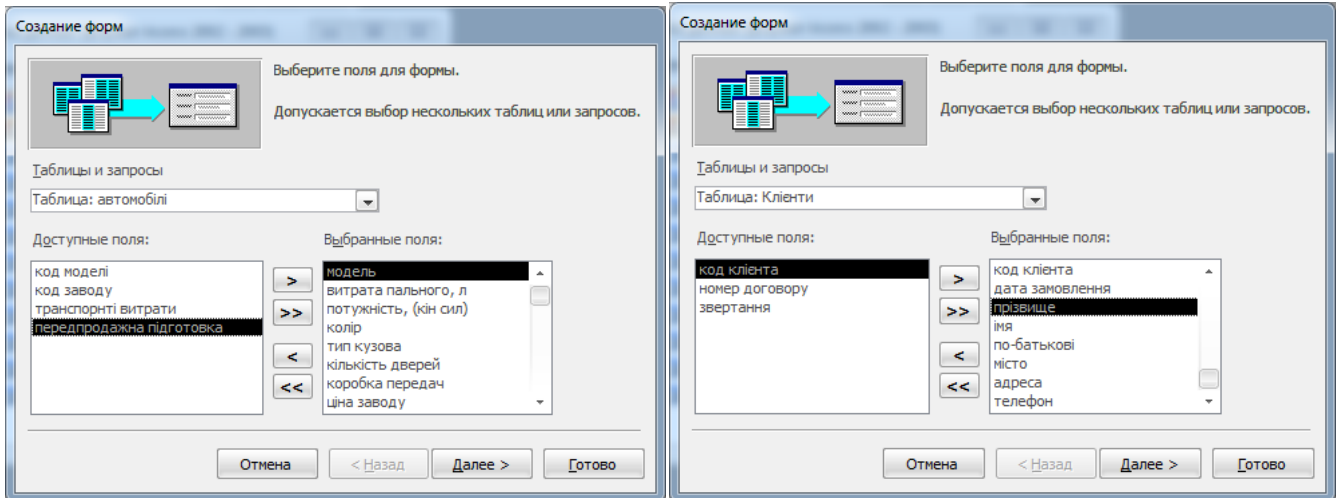 Создание форм
Выберите поля для формы.
Допускается выбор нескольких таблиц или запросов.
Таблицы и запросы
Таблица: автомобілі
Доступные поля:
Выбранные поля:
код моделі
код заводу
транспорнті витрати
передпродажна підготовка
>
>>
<
<<
модель
витрата пального, л
потужність, (кін сил)
колір
тип кузова
кількість дверей
коробка передач
ціна заводу
Отмена
< Назад
Далее >
Готово
Создание форм
Выберите поля для формы.
Допускается выбор нескольких таблиц или запросов.
Таблицы и запросы
Таблица: Клієнти
Доступные поля:
Выбранные поля:
код клієнта
номер договору
звертання
>
>>
<
<<
код клієнта
дата замовлення
прізвище
імя
по-батькові
місто
адреса
телефон
Отмена
< Назад
Далее >
Готово